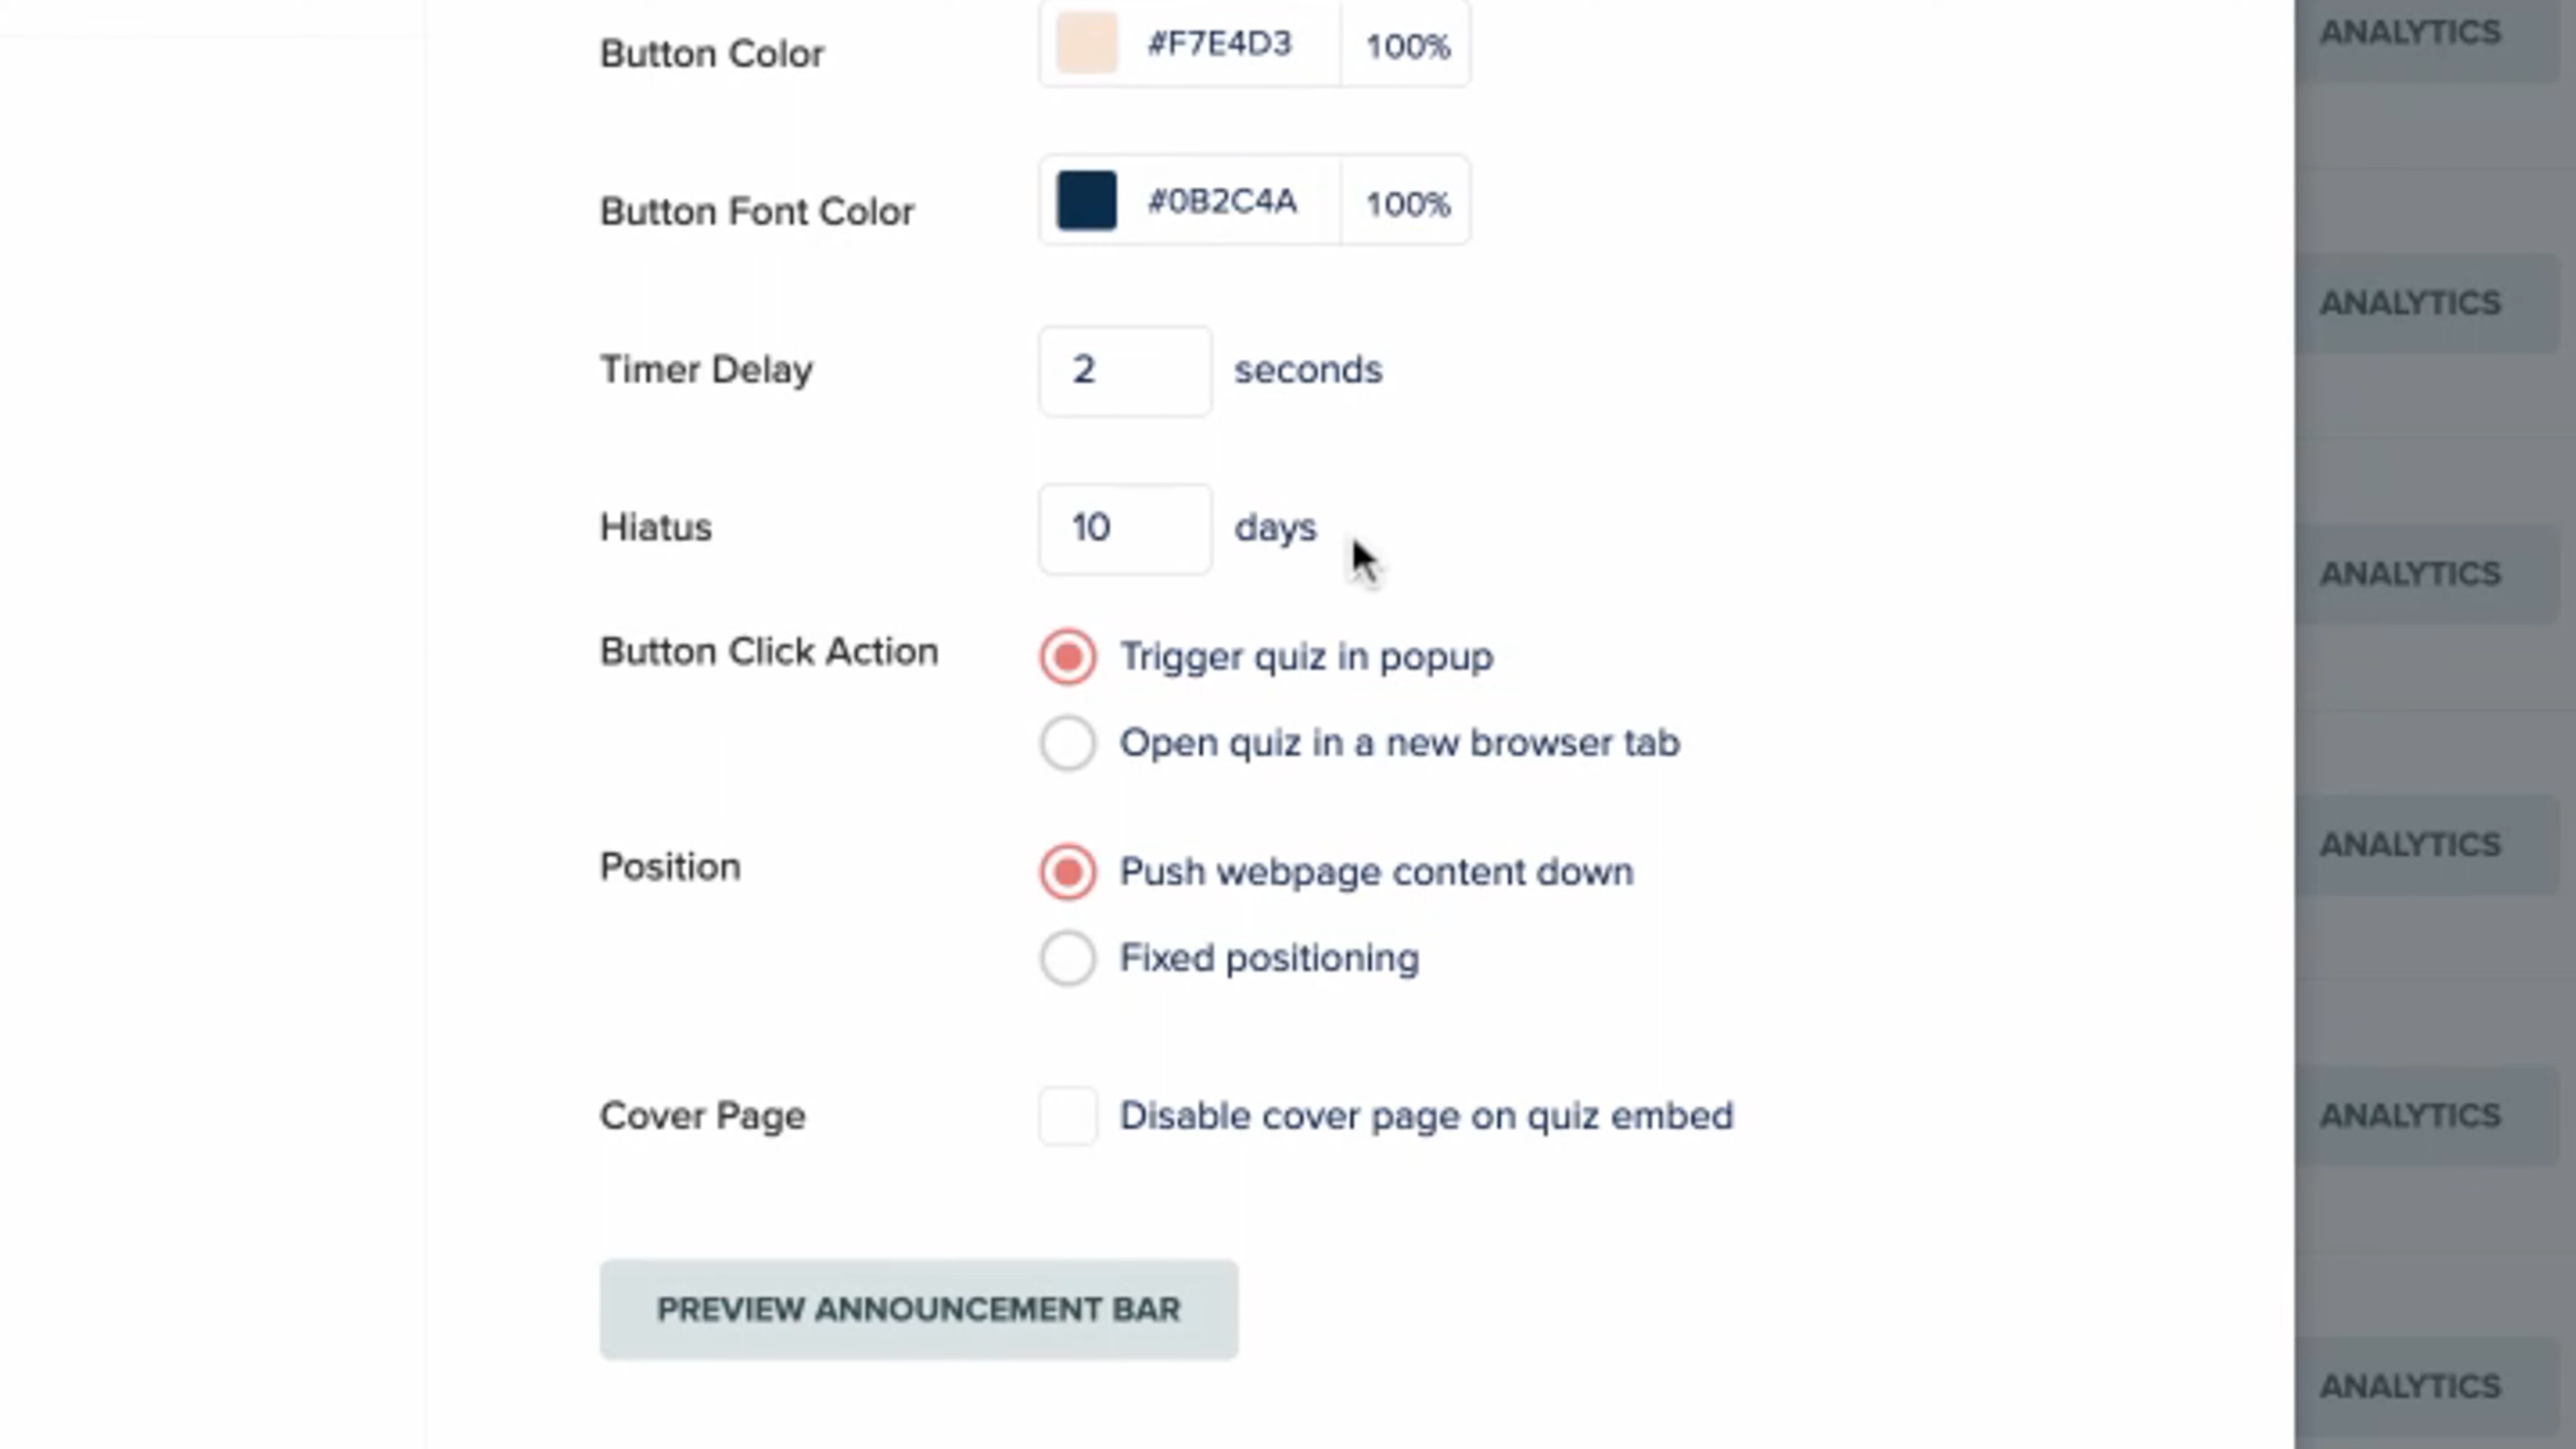 Button Color #F7E4D3 100%
Button Font Color #0B2C4A 100%
Timer Delay 2 seconds
Hiatus 10 days
Button Click Action Trigger quiz in popup
Open quiz in a new browser tab
Position Push webpage content down
Fixed positioning
Cover Page Disable cover page on quiz embed
PREVIEW ANNOUNCEMENT BAR
ANALYTICS
ANALYTICS
ANALYTICS
ANALYTICS
ANALYTICS
ANALYTICS